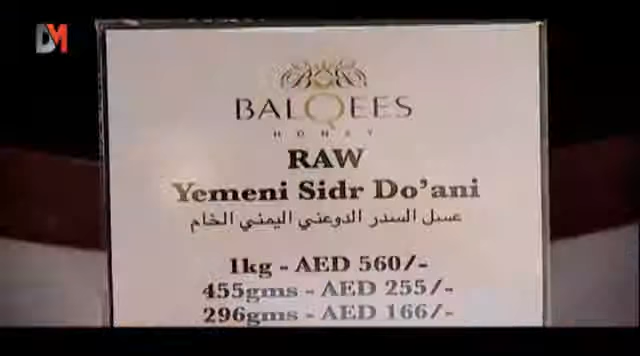 DM
BALQEES
HONEY
RAW
Yemeni Sidr Do'ani
عسل السدر الدوعني اليمني الخام
1kg - AED 560/-
455gms - AED 255/-
296gms - AED 166/-